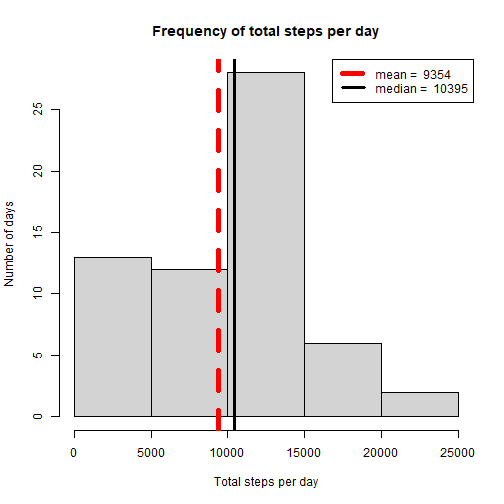 Frequency of total steps per day
mean =  9354
median =  10395
Number of days
25
20
15
10
5
0
0 5000 10000 15000 20000 25000
Total steps per day